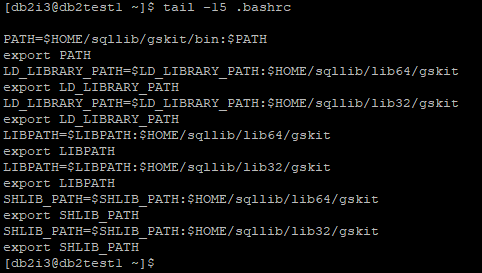 [db2i3@db2test1 ~]$ tail -15 .bashrc
PATH=$HOME/sqllib/gskit/bin:$PATH
export PATH
LD_LIBRARY_PATH=$LD_LIBRARY_PATH:$HOME/sqllib/lib64/gskit
export LD_LIBRARY_PATH
LD_LIBRARY_PATH=$LD_LIBRARY_PATH:$HOME/sqllib/lib32/gskit
export LD_LIBRARY_PATH
LIBPATH=$LIBPATH:$HOME/sqllib/lib64/gskit
export LIBPATH
LIBPATH=$LIBPATH:$HOME/sqllib/lib32/gskit
export LIBPATH
SHLIB_PATH=$SHLIB_PATH:$HOME/sqllib/lib64/gskit
export SHLIB_PATH
SHLIB_PATH=$SHLIB_PATH:$HOME/sqllib/lib32/gskit
export SHLIB_PATH
[db2i3@db2test1 ~]$